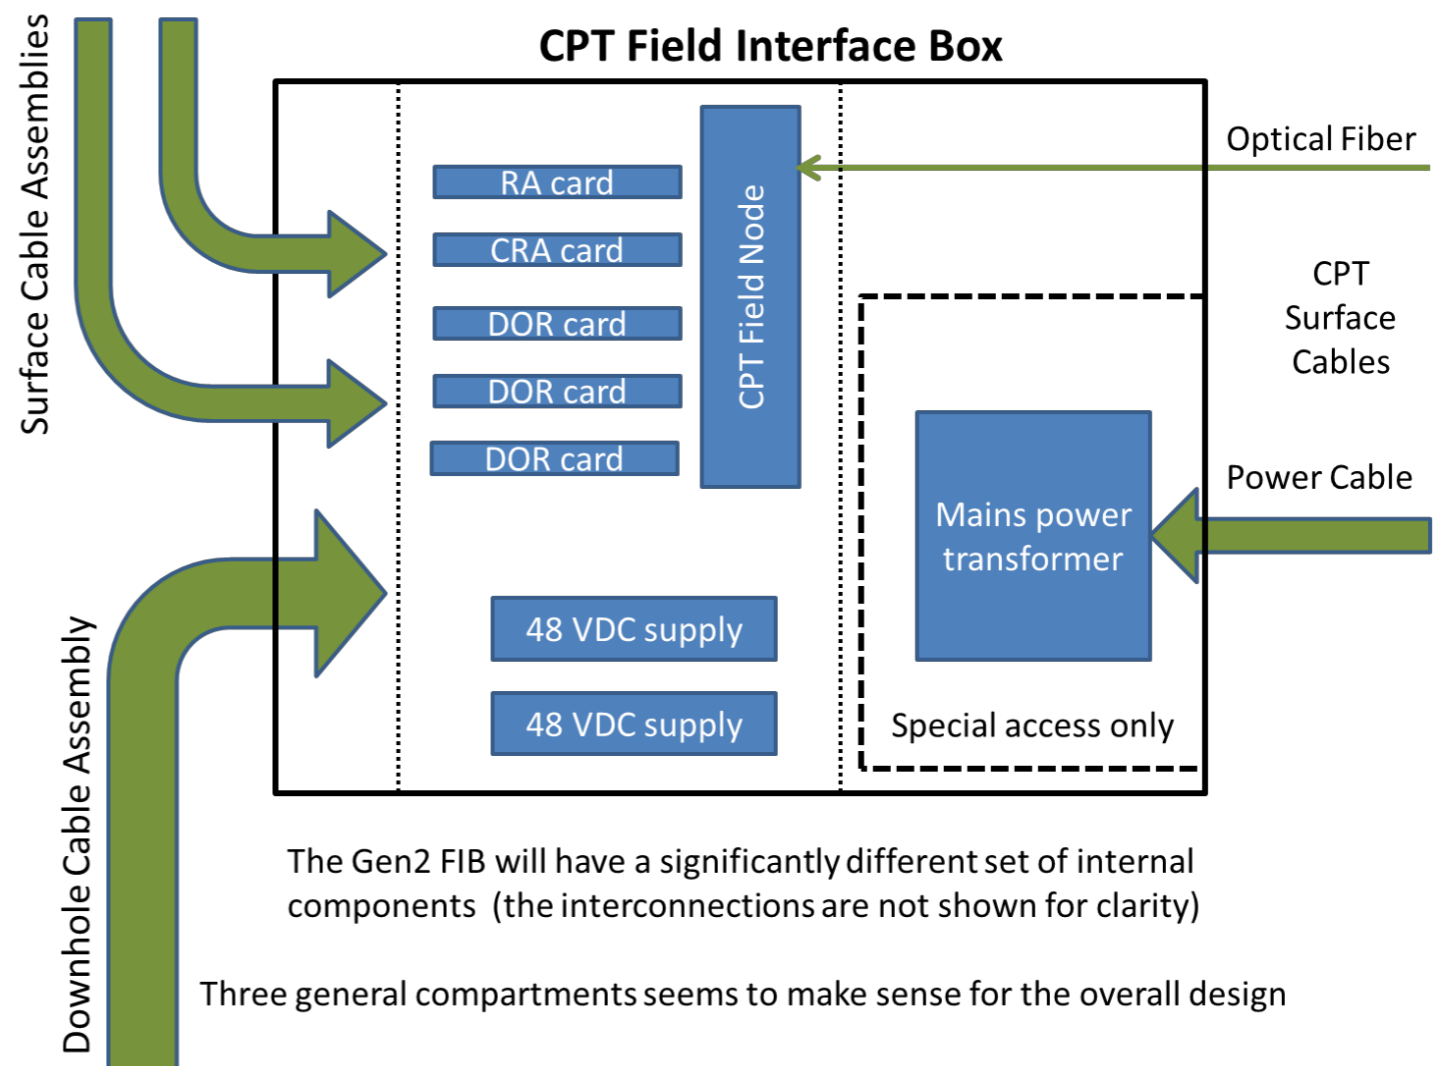 CPT Field Interface Box
Surface Cable Assemblies
Downhole Cable Assembly
RA card
CRA card
DOR card
DOR card
DOR card
CPT Field Node
48 VDC supply
48 VDC supply
Optical Fiber
CPT
Surface
Cables
Power Cable
Mains power
transformer
Special access only
The Gen2 FIB will have a significantly different set of internal
components (the interconnections are not shown for clarity)
Three general compartments seems to make sense for the overall design